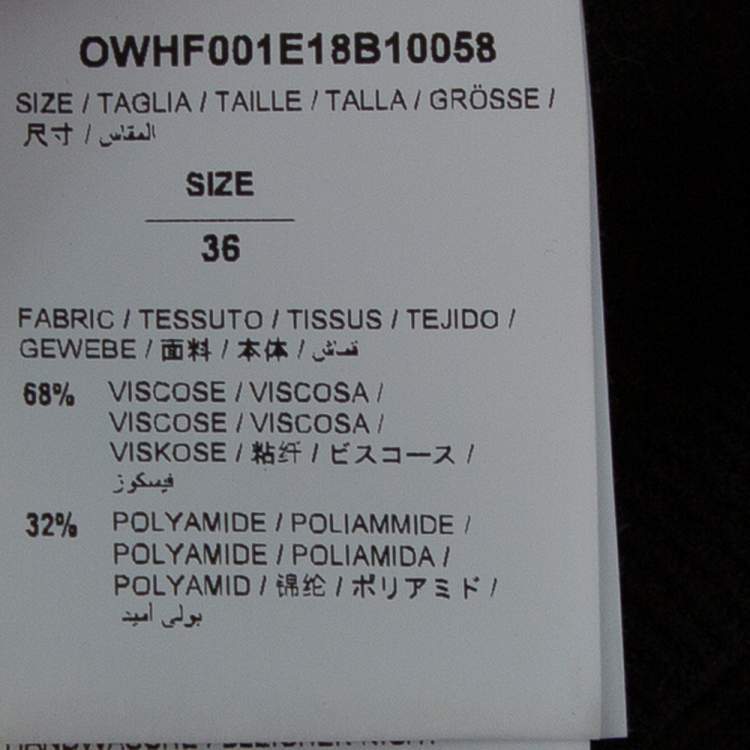 OWHF001E18B10058
SIZE / TAGLIA / TAILLE / TALLA / GRÖSSE /
尺寸 / المقاس
SIZE
36
FABRIC / TESSUTO / TISSUS / TEJIDO /
GEWEBE / 面料 / 本体 / قماش
68% VISCOSE / VISCOSA /
VISCOSE / VISCOSA /
VISKOSE / 粘纤 / ビスコース /
فيسكوز
32% POLYAMIDE / POLIAMMIDE /
POLYAMIDE / POLIAMIDA /
POLYAMID / 锦纶 / ポリアミド /
بولي أميد